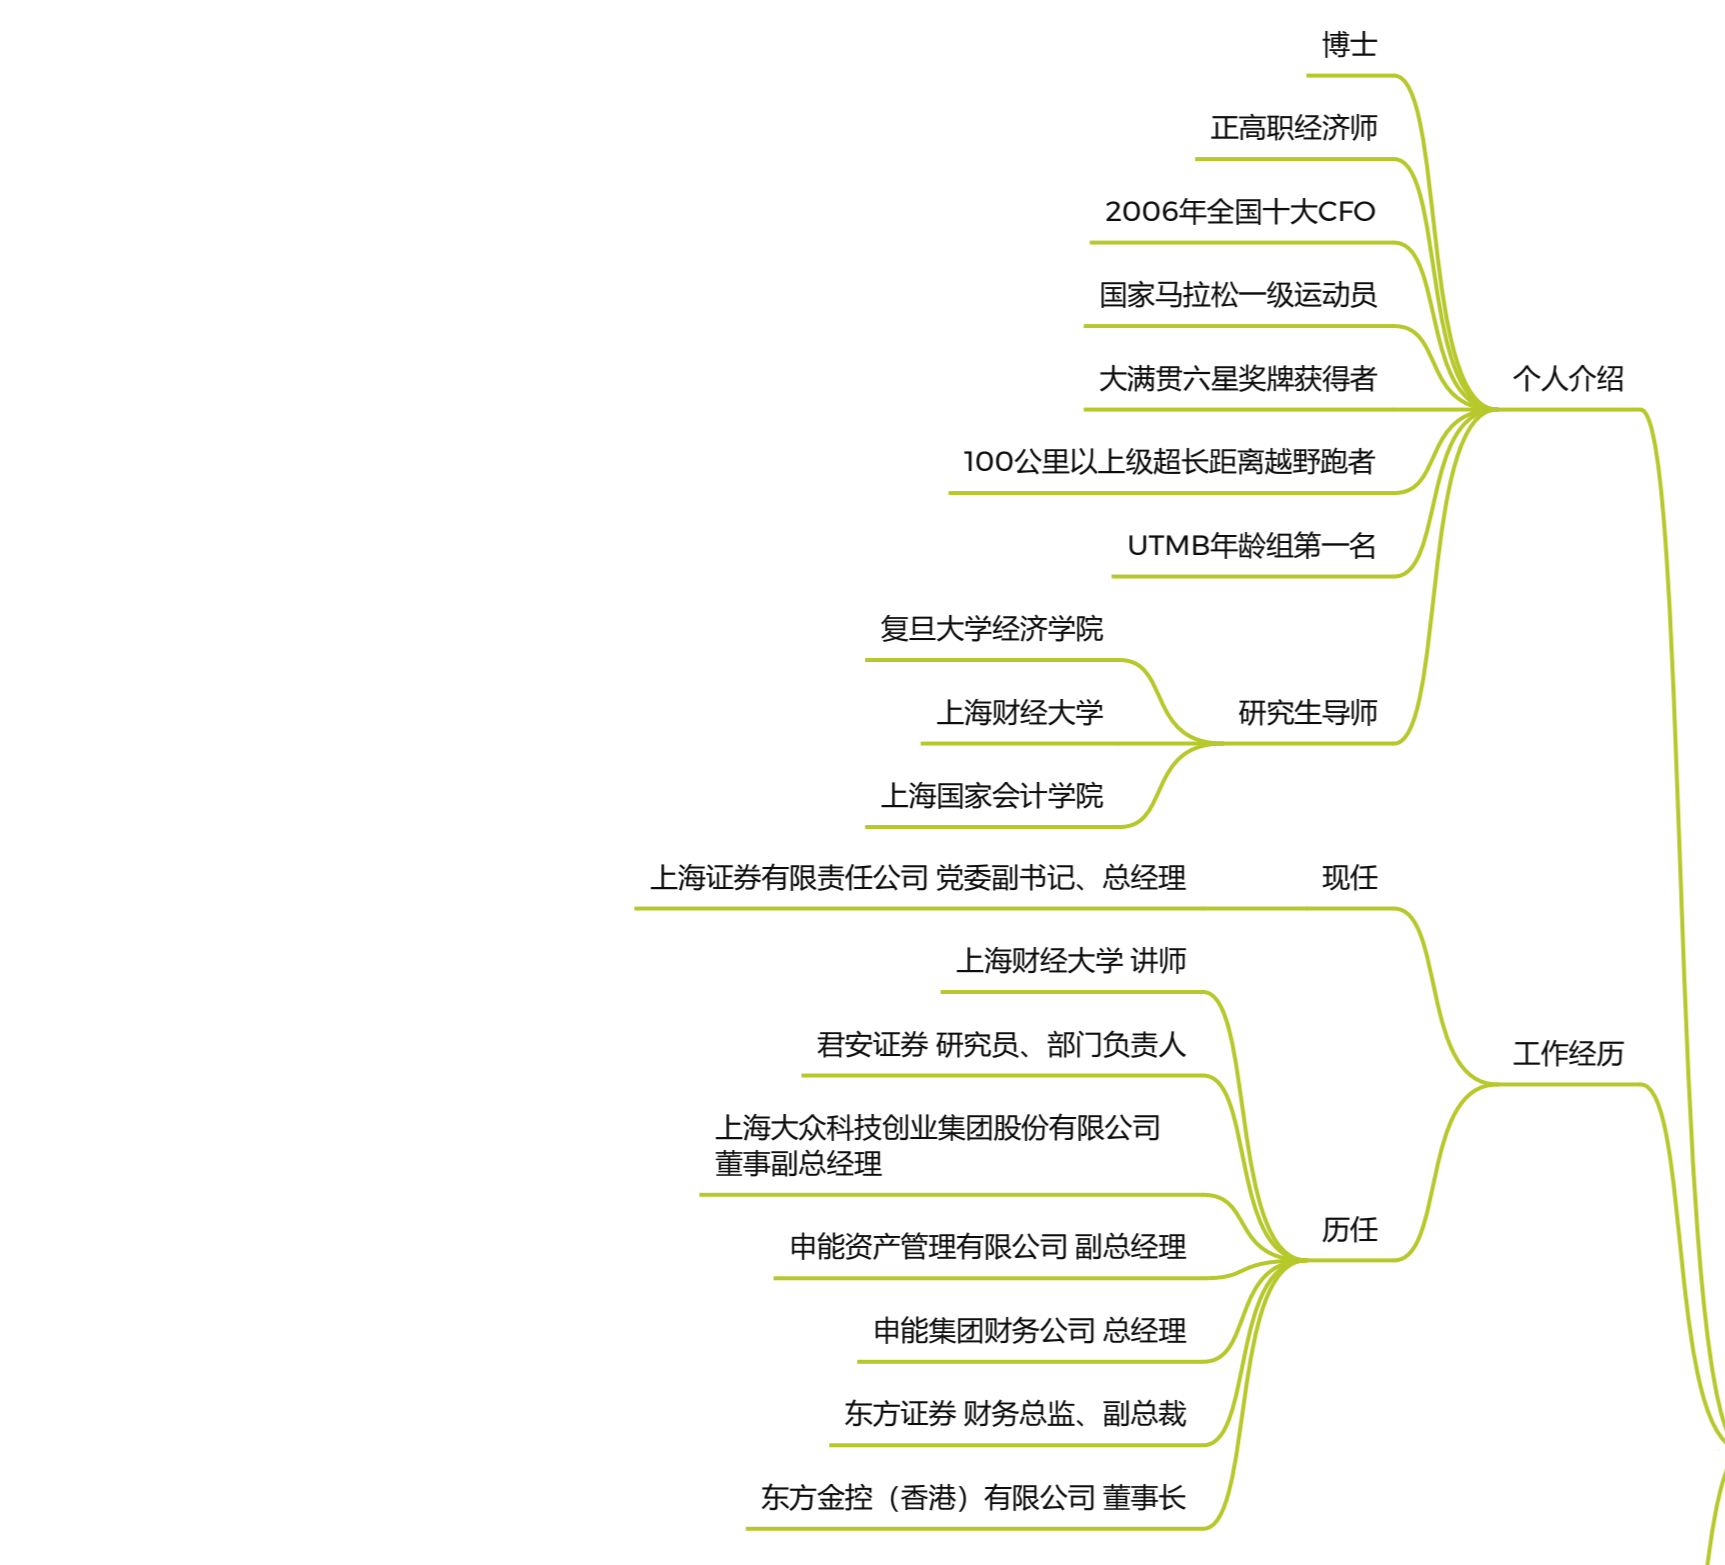 博士
正高职经济师
2006年全国十大CFO
国家马拉松一级运动员
大满贯六星奖牌获得者
个人介绍
100公里以上级超长距离越野跑者
UTMB年龄组第一名
复旦大学经济学院
上海财经大学
研究生导师
上海国家会计学院
上海证券有限责任公司 党委副书记、总经理
现任
上海财经大学 讲师
君安证券 研究员、部门负责人
工作经历
上海大众科技创业集团股份有限公司
董事副总经理
历任
申能资产管理有限公司 副总经理
申能集团财务公司 总经理
东方证券 财务总监、副总裁
东方金控（香港）有限公司 董事长